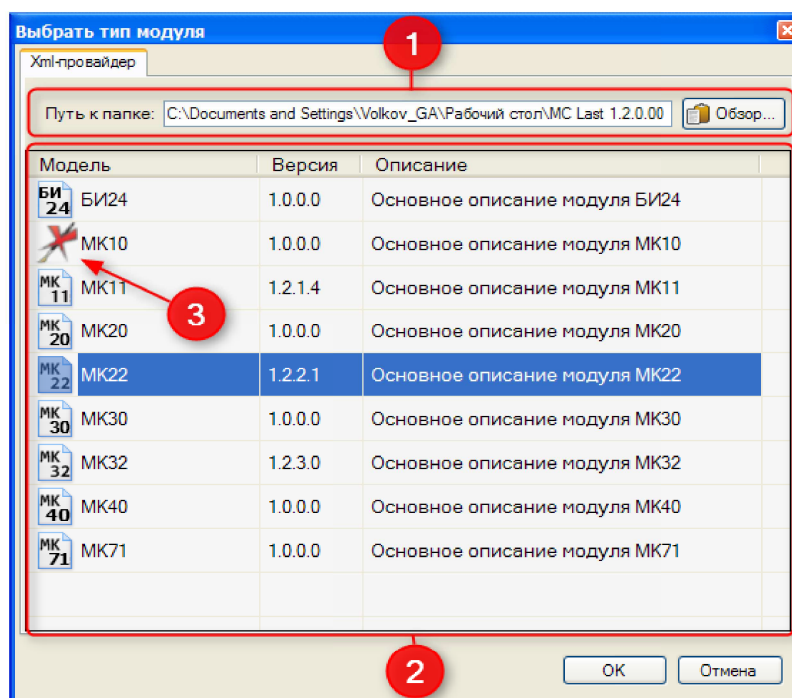 Выбрать тип модуля
1
Xml-провайдер
Путь к папке: C:\Documents and Settings\Volkov_GA\Рабочий стол\MC Last 1.2.0.00 Обзор...
Модель Версия Описание
БИ 24 БИ24 1.0.0.0 Основное описание модуля БИ24
МК10 1.0.0.0 Основное описание модуля МК10
МК 11 МК11 1.2.1.4 Основное описание модуля МК11
3
МК 20 МК20 1.0.0.0 Основное описание модуля МК20
МК 22 МК22 1.2.2.1 Основное описание модуля МК22
МК 30 МК30 1.0.0.0 Основное описание модуля МК30
МК 32 МК32 1.2.3.0 Основное описание модуля МК32
МК 40 МК40 1.0.0.0 Основное описание модуля МК40
МК 71 МК71 1.0.0.0 Основное описание модуля МК71
2
OK Отмена